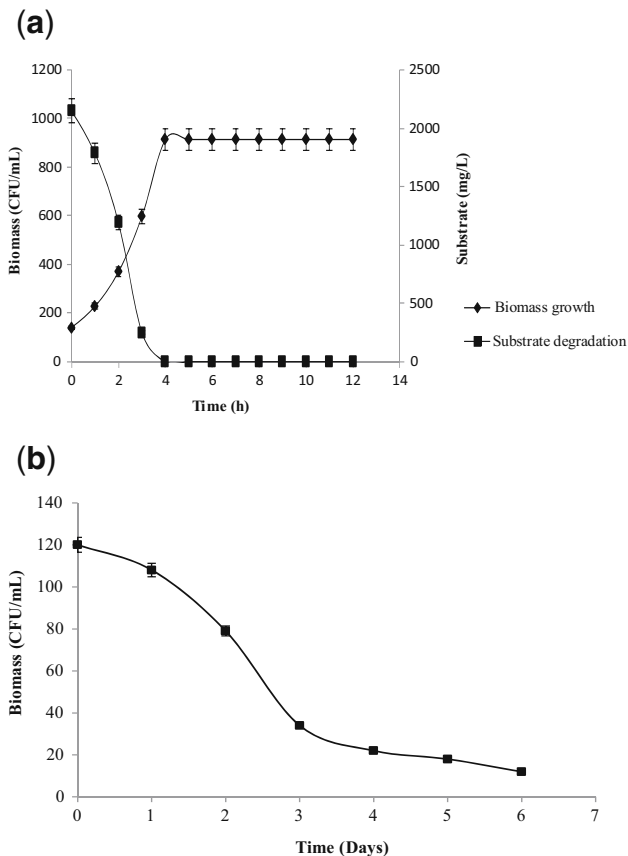 (a)
1200
1000
800
600
400
200
0
Biomass (CFU/mL)
2500
2000
1500
1000
500
0
Substrate (mg/L)
0 2 4 6 8 10 12 14
Time (h)
Biomass growth
Substrate degradation
(b)
140
120
100
80
60
40
20
0
Biomass (CFU/mL)
0 1 2 3 4 5 6 7
Time (Days)